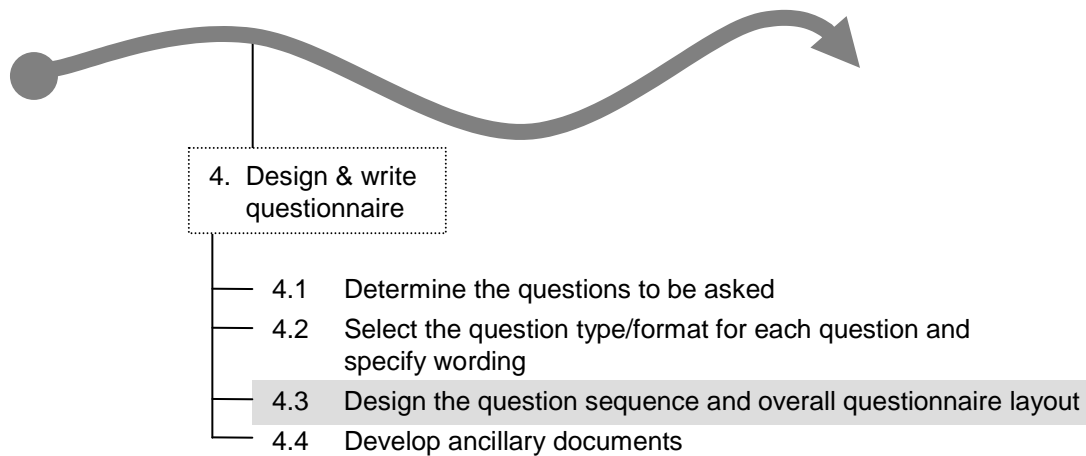 4. Design & write
questionnaire
4.1 Determine the questions to be asked
4.2 Select the question type/format for each question and
specify wording
4.3 Design the question sequence and overall questionnaire layout
4.4 Develop ancillary documents